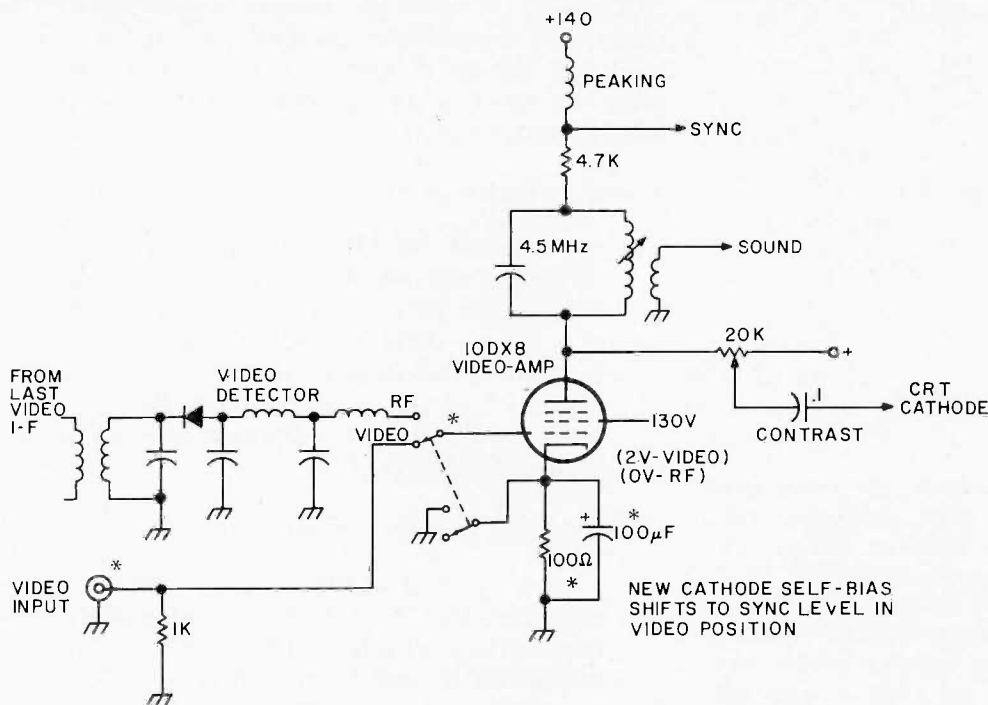 +140
PEAKING
SYNC
4.7K
4.5MHz
SOUND
20K
+
10DX8
VIDEO-AMP
FROM
LAST
VIDEO
I-F
VIDEO
DETECTOR
RF
*
VIDEO
130V
.1
CRT
CATHODE
CONTRAST
(2V-VIDEO)
(0V-RF)
+
*
100µF
100Ω
*
VIDEO
INPUT
*
1K
NEW CATHODE SELF-BIAS
SHIFTS TO SYNC LEVEL IN
VIDEO POSITION